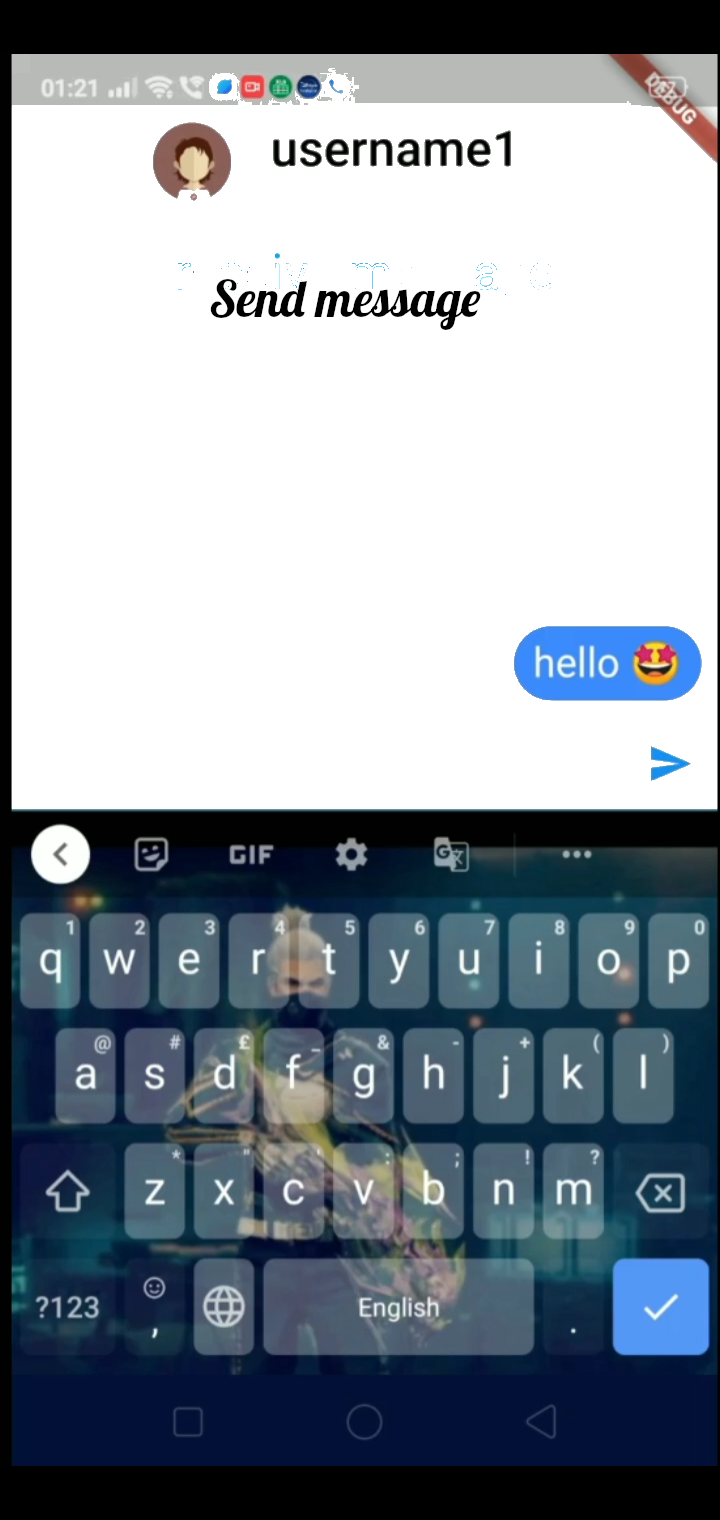 01:21
DEBUG
username1
Send message
hello 🤩
GIF
1 2 3 4 5 6 7 8 9 0
q w e r t y u i o p
@ # £ _ & - + ( )
a s d f g h j k l
* " ' : ; ! ?
z x c v b n m
?123 , English .